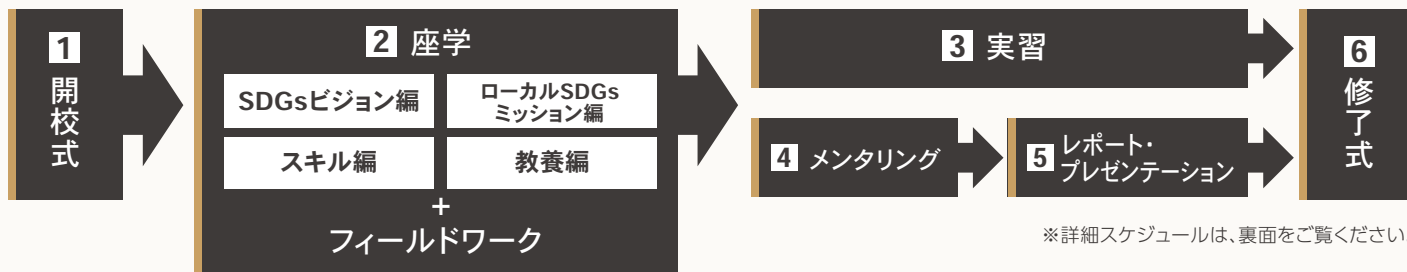 1
開校式
2 座学
SDGsビジョン編
ローカルSDGs
ミッション編
スキル編
教養編
+
フィールドワーク
3 実習
4 メンタリング
5 レポート・
プレゼンテーション
6
修了式
※詳細スケジュールは、裏面をご覧ください